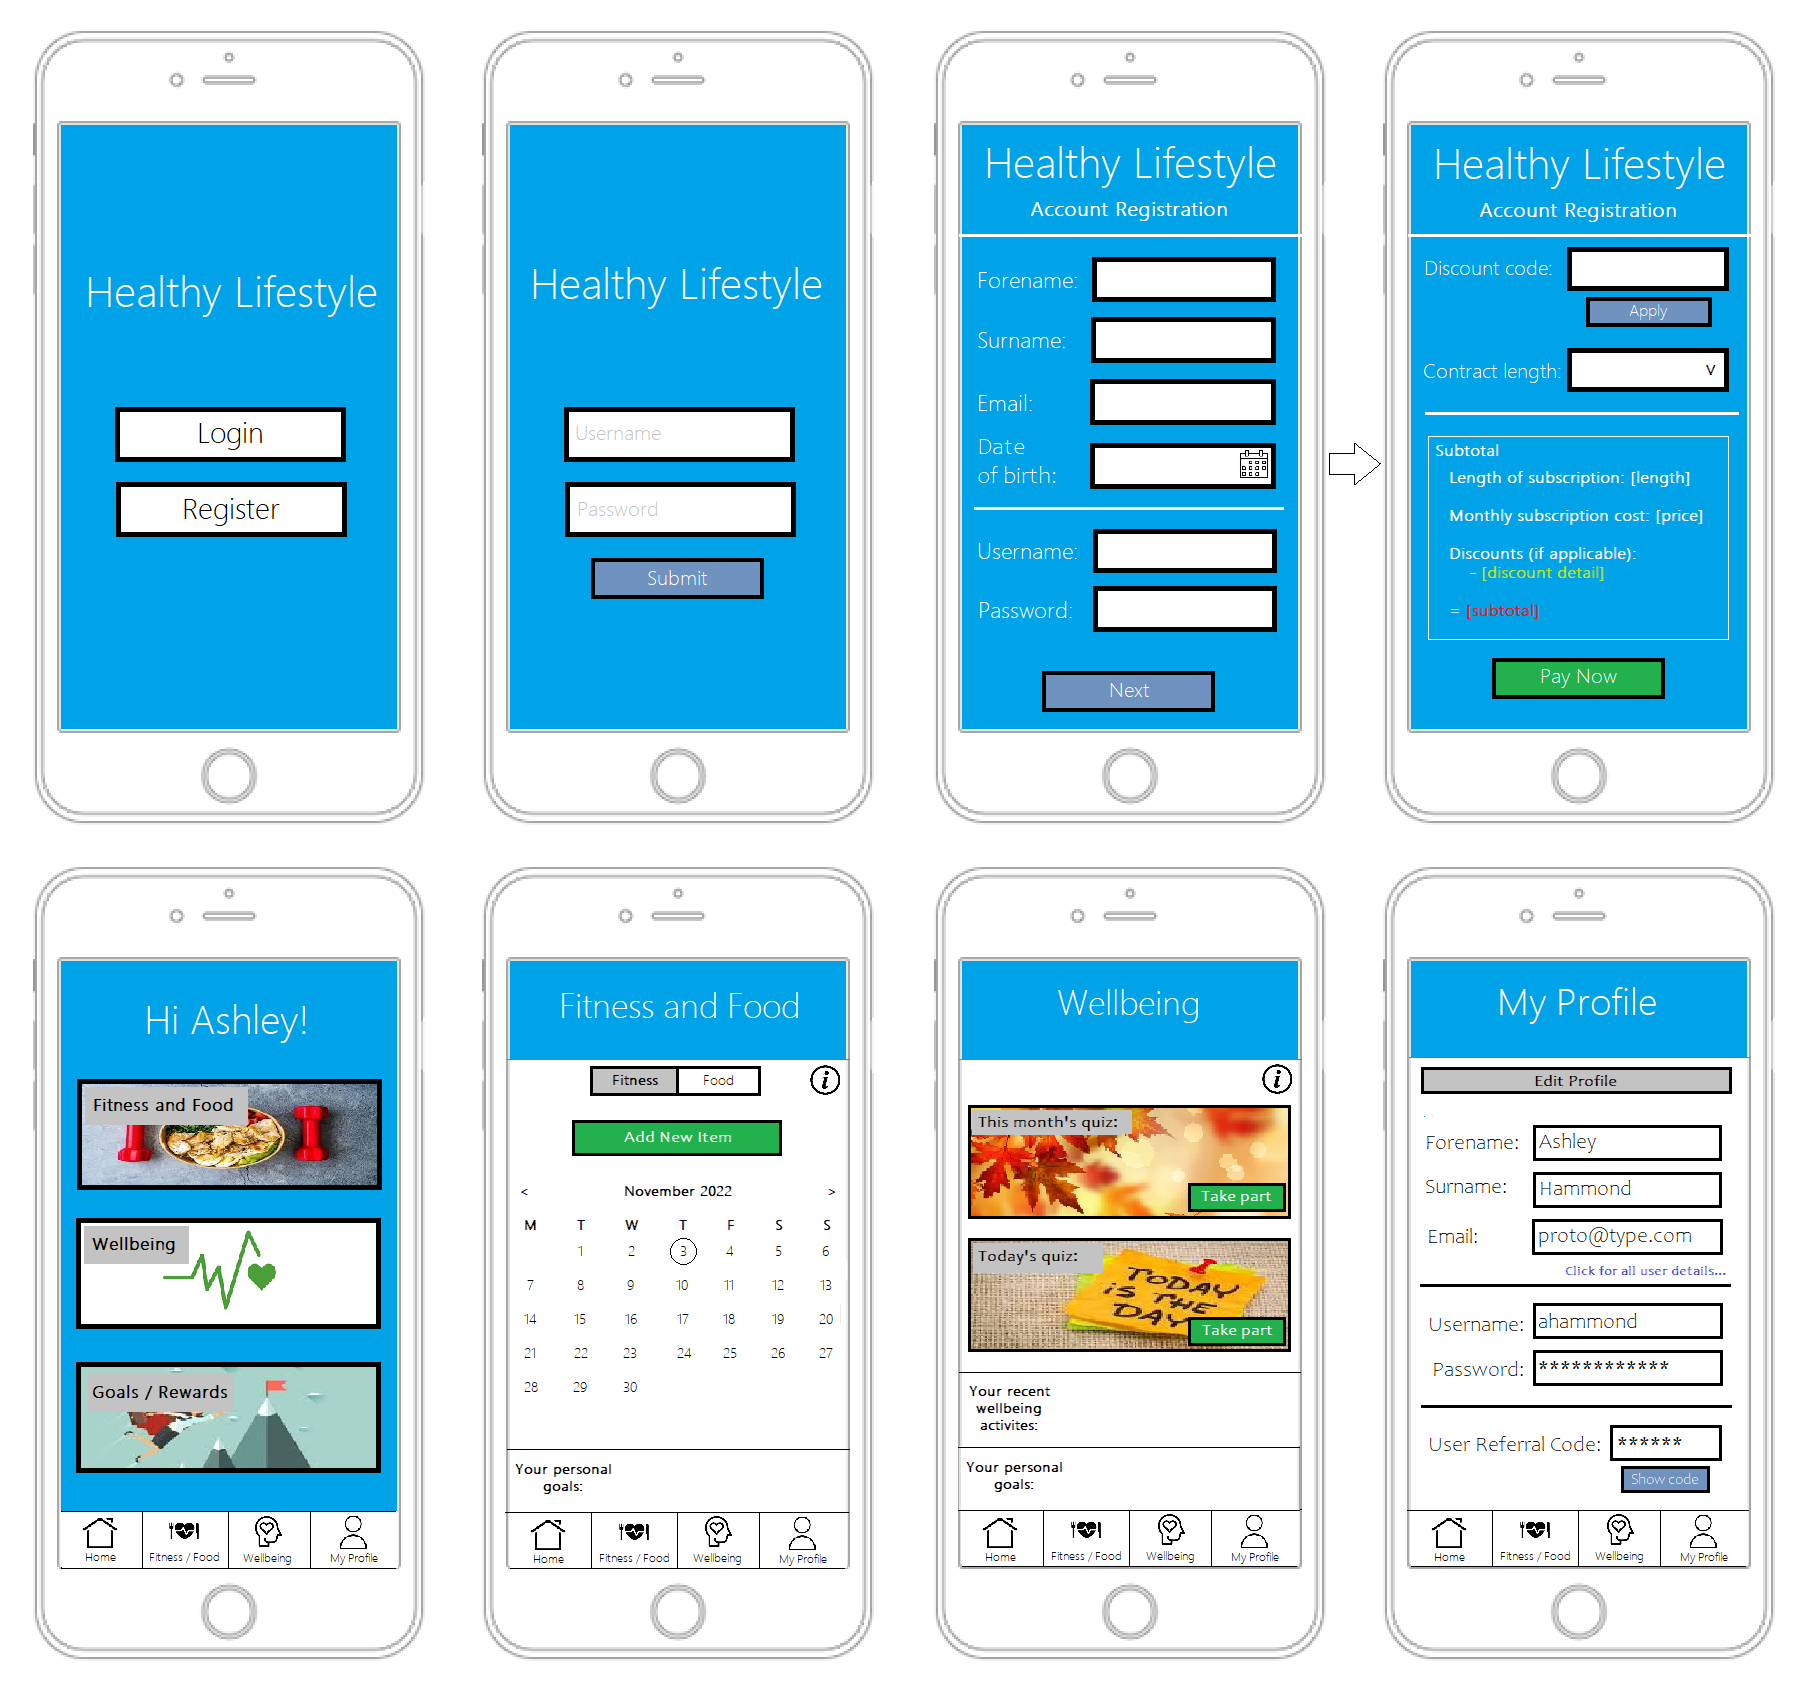 Healthy Lifestyle
Login
Register
Healthy Lifestyle
Username
Password
Submit
Healthy Lifestyle
Account Registration
Forename:
Surname:
Email:
Date
of birth:
Username:
Password:
Next
Healthy Lifestyle
Account Registration
Discount code:
Apply
Contract length:
v
Subtotal
Length of subscription: [length]
Monthly subscription cost: [price]
Discounts (if applicable):
- [discount detail]
= [subtotal]
Pay Now
Hi Ashley!
Fitness and Food
Wellbeing
Goals / Rewards
Home Fitness / Food Wellbeing My Profile
Fitness and Food
Fitness Food i
Add New Item
< November 2022 >
M T W T F S S
1 2 3 4 5 6
7 8 9 10 11 12 13
14 15 16 17 18 19 20
21 22 23 24 25 26 27
28 29 30
Your personal
goals:
Home Fitness / Food Wellbeing My Profile
Wellbeing
i
This month's quiz:
Take part
Today's quiz:
TODAY
iS THE
DAY
Take part
Your recent
wellbeing
activites:
Your personal
goals:
Home Fitness / Food Wellbeing My Profile
My Profile
Edit Profile
Forename: Ashley
Surname: Hammond
Email: proto@type.com
Click for all user details...
Username: ahammond
Password: ************
User Referral Code: ******
Show code
Home Fitness / Food Wellbeing My Profile